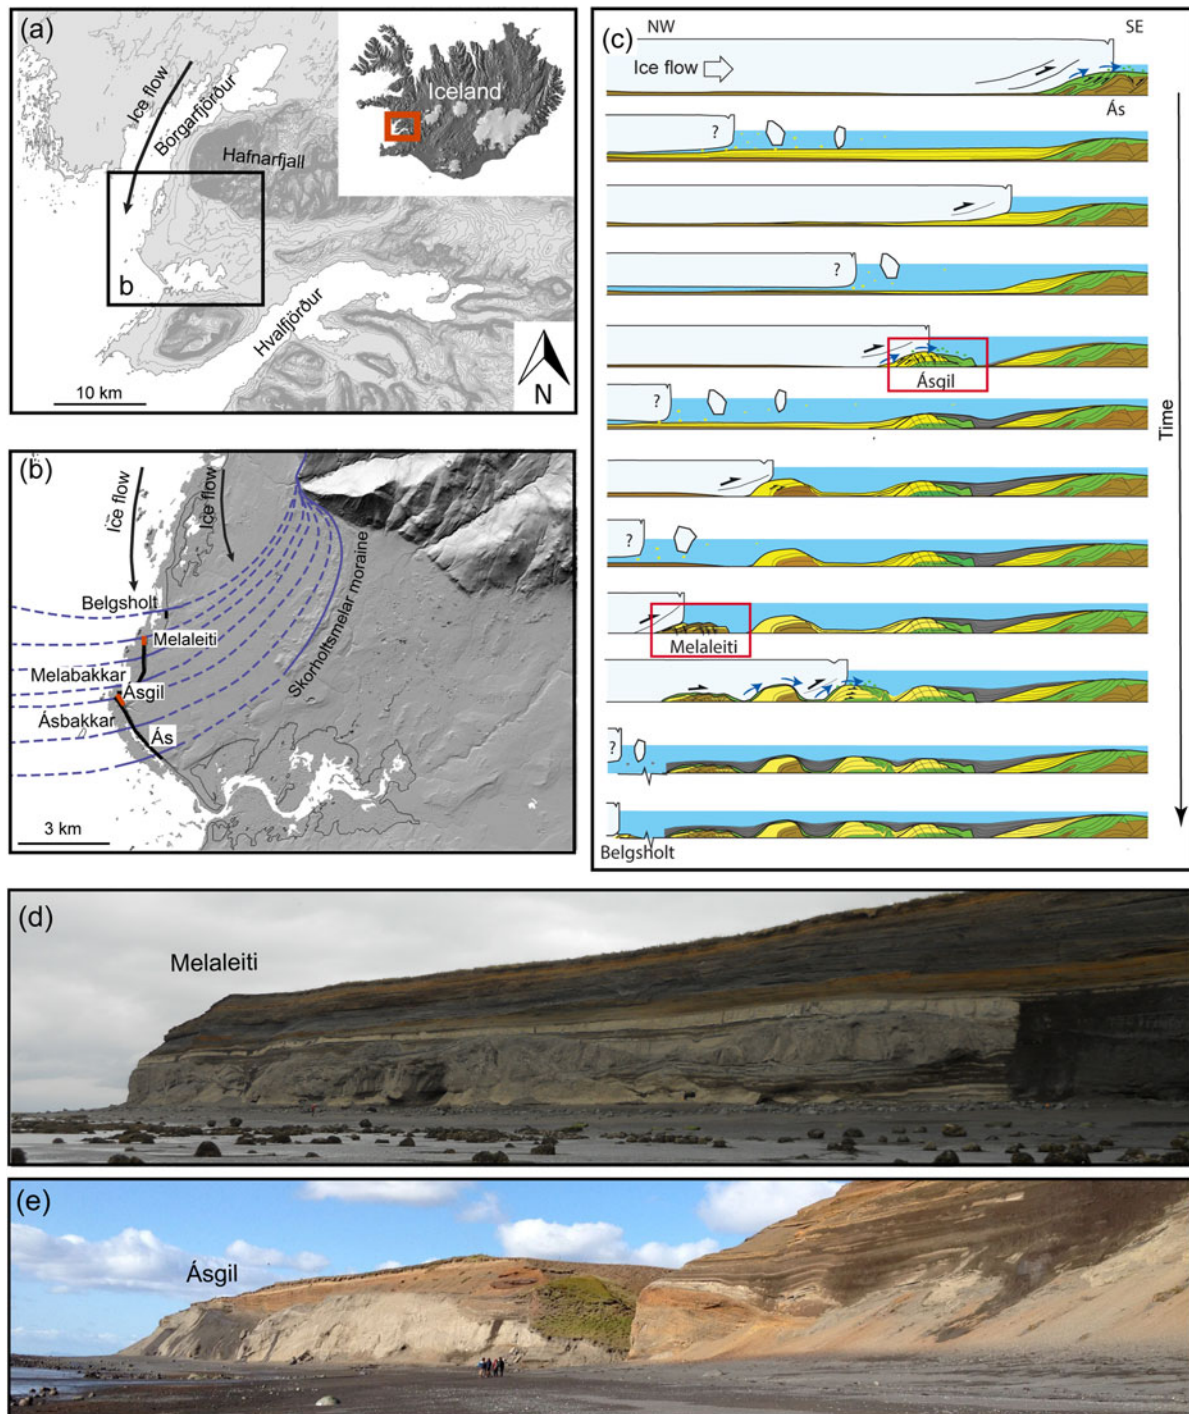 (a)
Ice flow
Borgarfjörður
Hafnarfjall
Iceland
b
Hvalfjörður
10 km
N
(b)
Ice flow
Ice flow
Belgsholt
Melaleiti
Melabakkar
Ásgil
Ásbakkar
Ás
Skorholtsmelar moraine
3 km
(c)
NW
SE
Ice flow
Ás
?
?
Ásgil
?
?
Melaleiti
?
Belgsholt
Time
(d)
Melaleiti
(e)
Ásgil